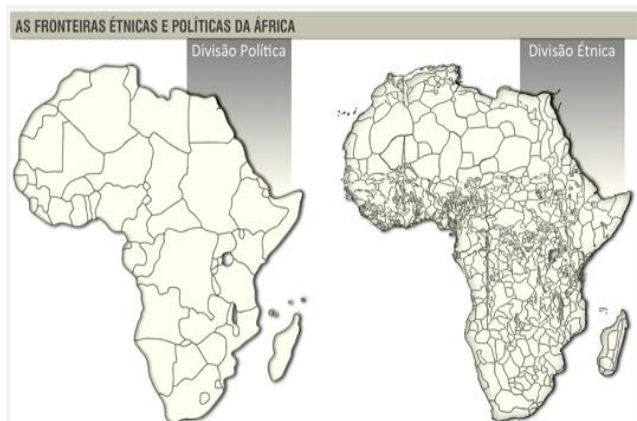 AS FRONTEIRAS ÉTNICAS E POLÍTICAS DA ÁFRICA
Divisão Política
Divisão Étnica